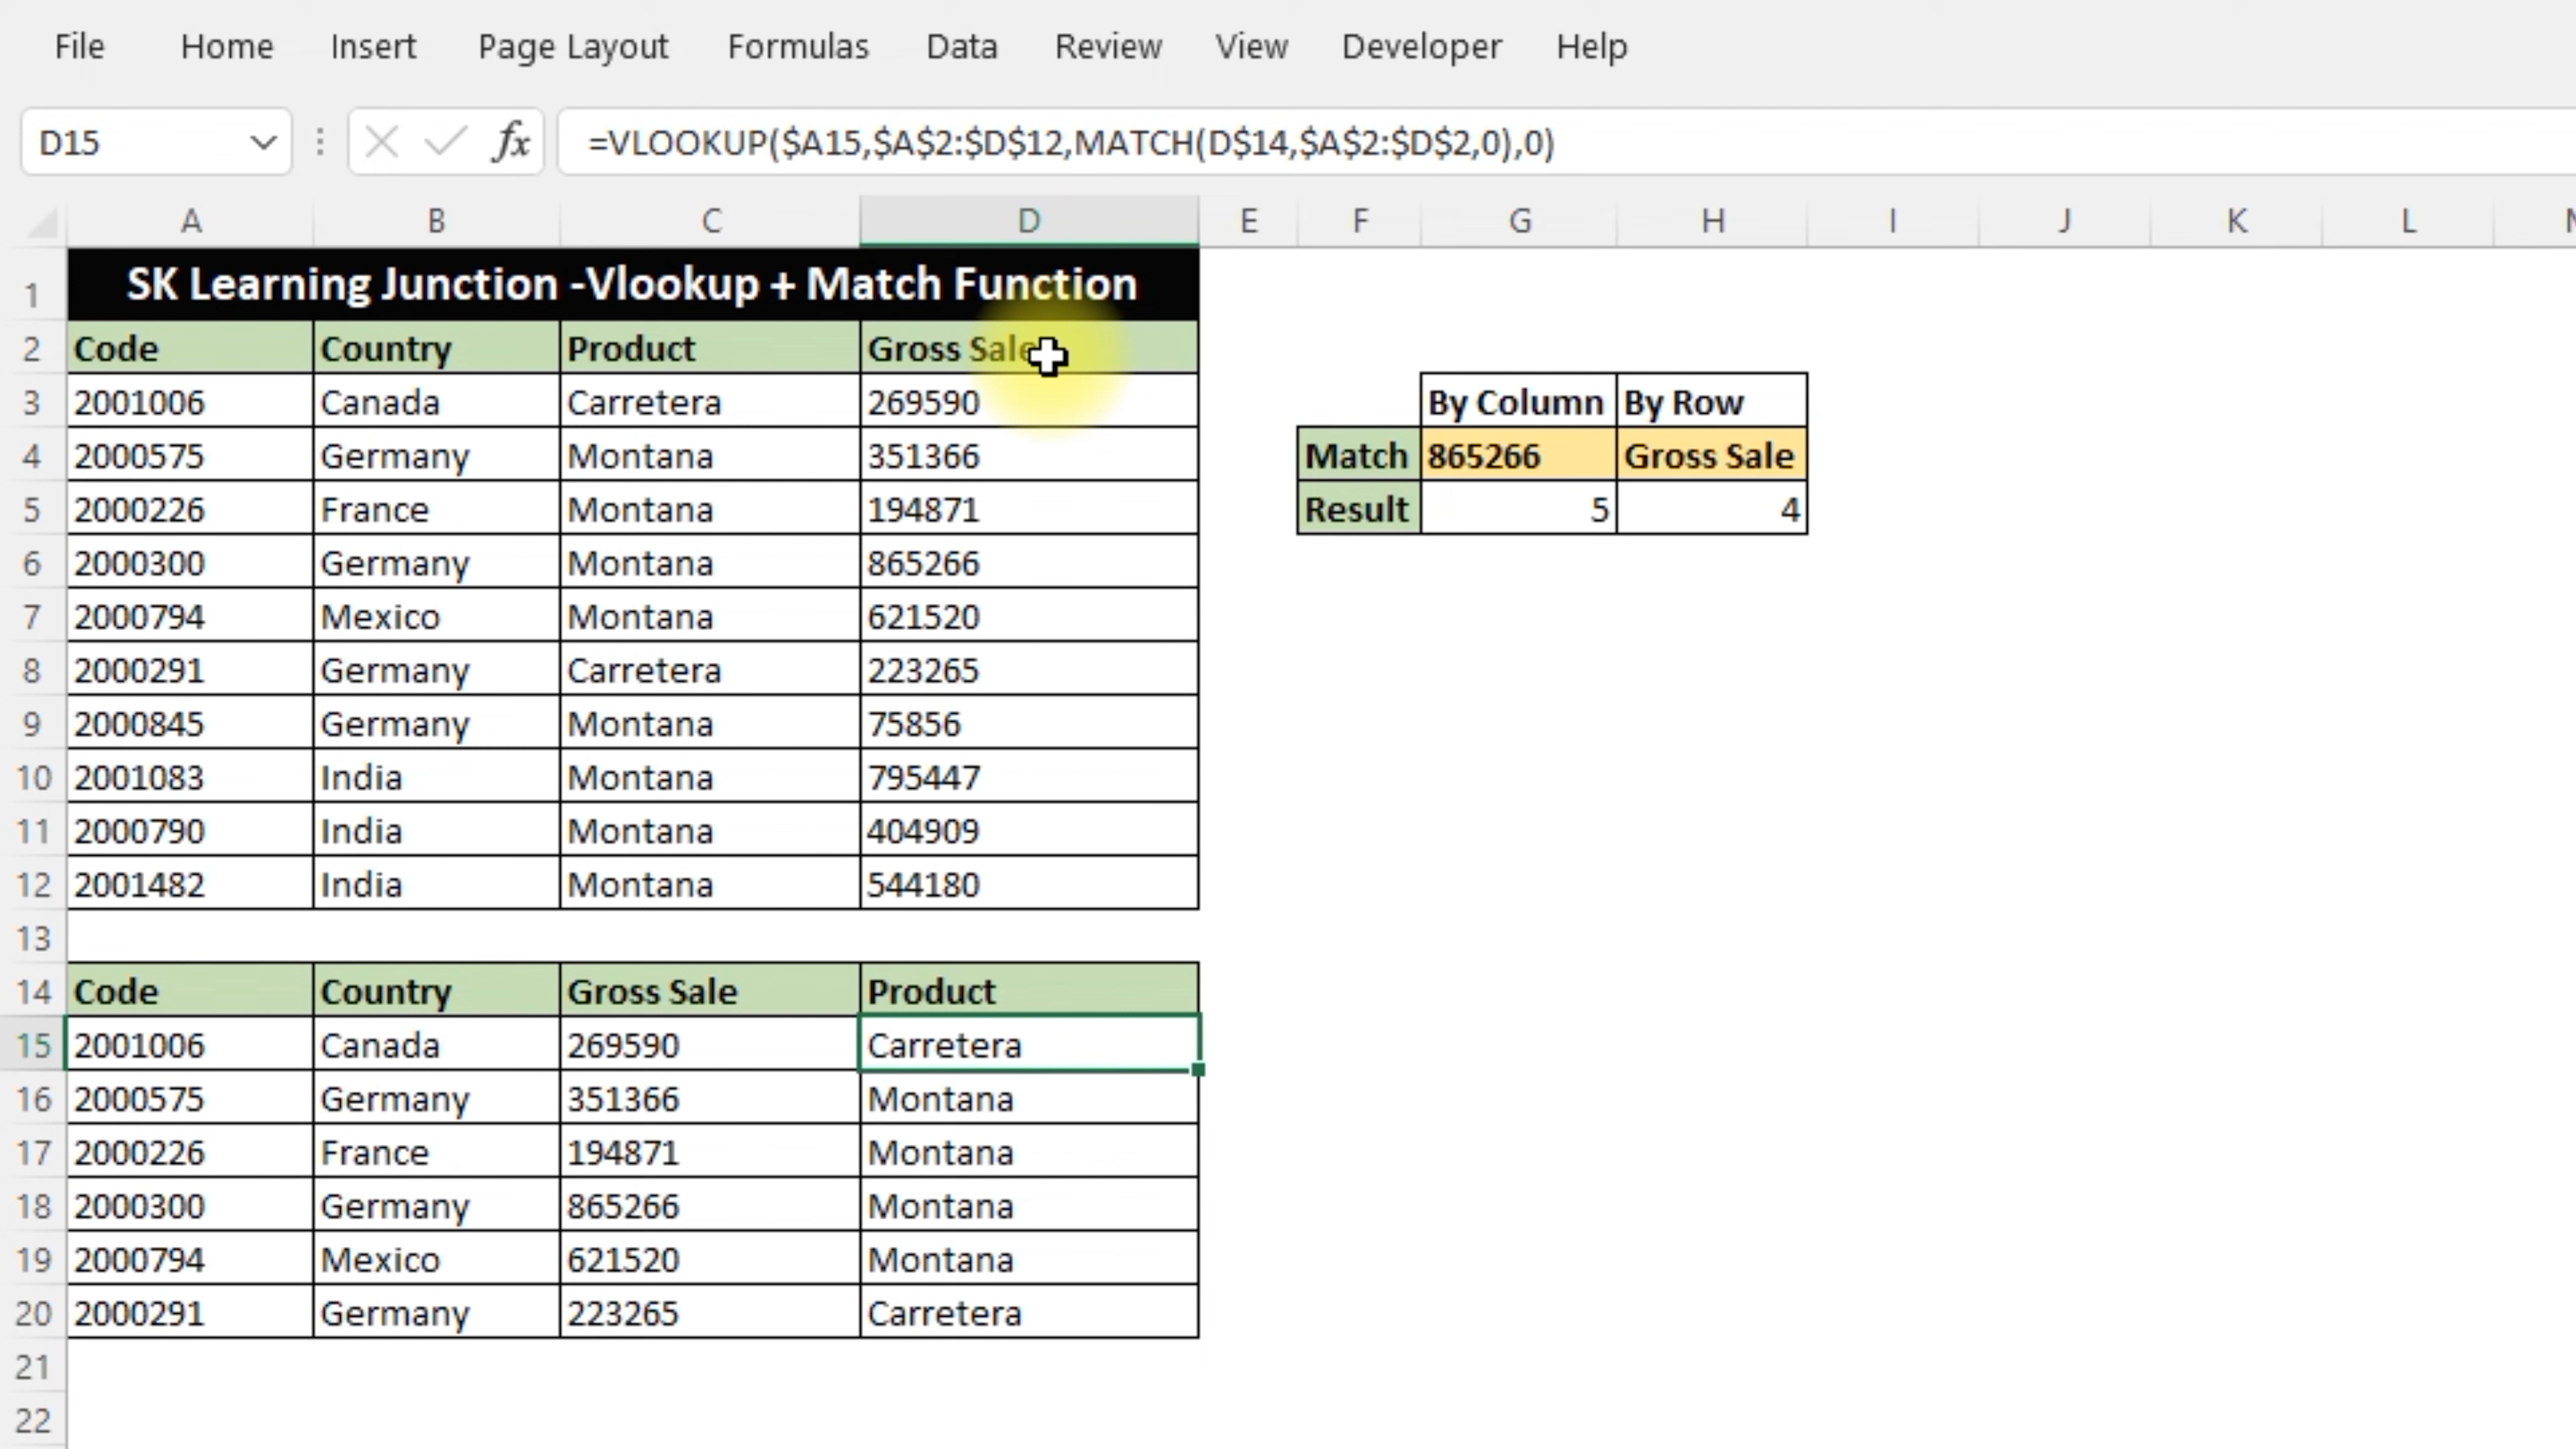 File Home Insert Page Layout Formulas Data Review View Developer Help
D15 fx =VLOOKUP($A15,$A$2:$D$12,MATCH(D$14,$A$2:$D$2,0),0)
A B C D E F G H I J K L
1 SK Learning Junction -Vlookup + Match Function
2 Code Country Product Gross Sale
3 2001006 Canada Carretera 269590 By Column By Row
4 2000575 Germany Montana 351366 Match 865266 Gross Sale
5 2000226 France Montana 194871 Result 5 4
6 2000300 Germany Montana 865266
7 2000794 Mexico Montana 621520
8 2000291 Germany Carretera 223265
9 2000845 Germany Montana 75856
10 2001083 India Montana 795447
11 2000790 India Montana 404909
12 2001482 India Montana 544180
13
14 Code Country Gross Sale Product
15 2001006 Canada 269590 Carretera
16 2000575 Germany 351366 Montana
17 2000226 France 194871 Montana
18 2000300 Germany 865266 Montana
19 2000794 Mexico 621520 Montana
20 2000291 Germany 223265 Carretera
21
22